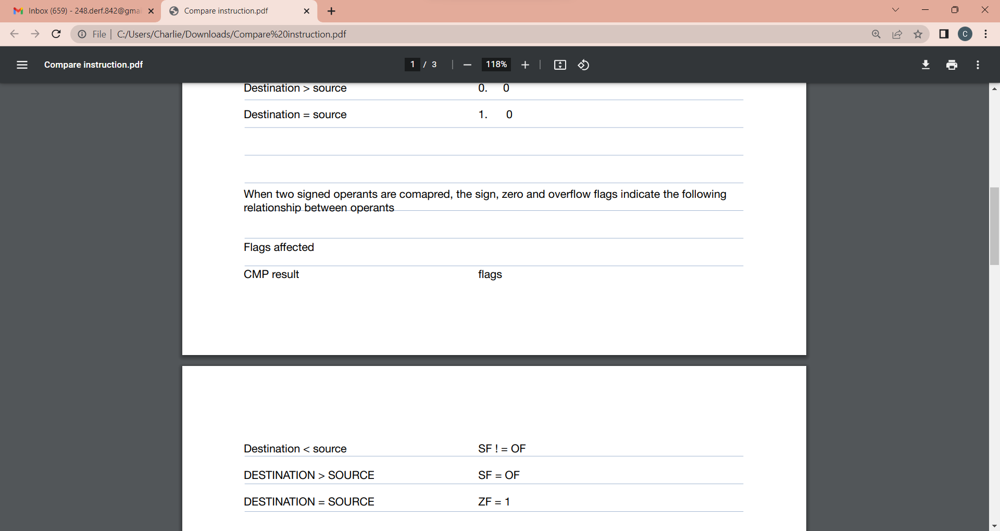 Inbox (659) - 248.derf.842@gmai
Compare instruction.pdf
File
C:/Users/Charlie/Downloads/Compare%20instruction.pdf
C
Compare instruction.pdf
1 / 3
118%
Destination > source 0. 0
Destination = source 1. 0
When two signed operants are comapred, the sign, zero and overflow flags indicate the following
relationship between operants
Flags affected
CMP result flags
Destination < source SF ! = OF
DESTINATION > SOURCE SF = OF
DESTINATION = SOURCE ZF = 1